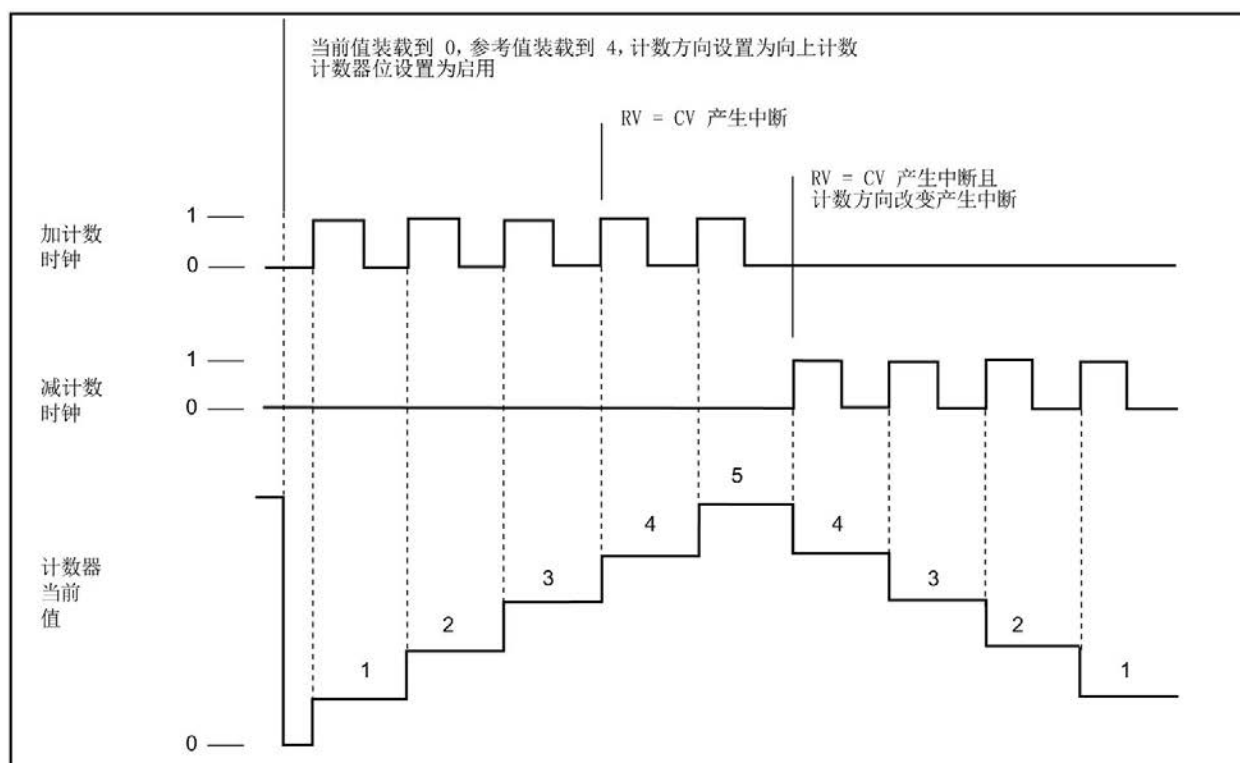 当前值装载到 0, 参考值装载到 4, 计数方向设置为向上计数
计数器位设置为启用
RV = CV 产生中断
RV = CV 产生中断且
计数方向改变产生中断
加计数
时钟
1
0
减计数
时钟
1
0
计数器
当前
值
0
1
2
3
4
5
4
3
2
1